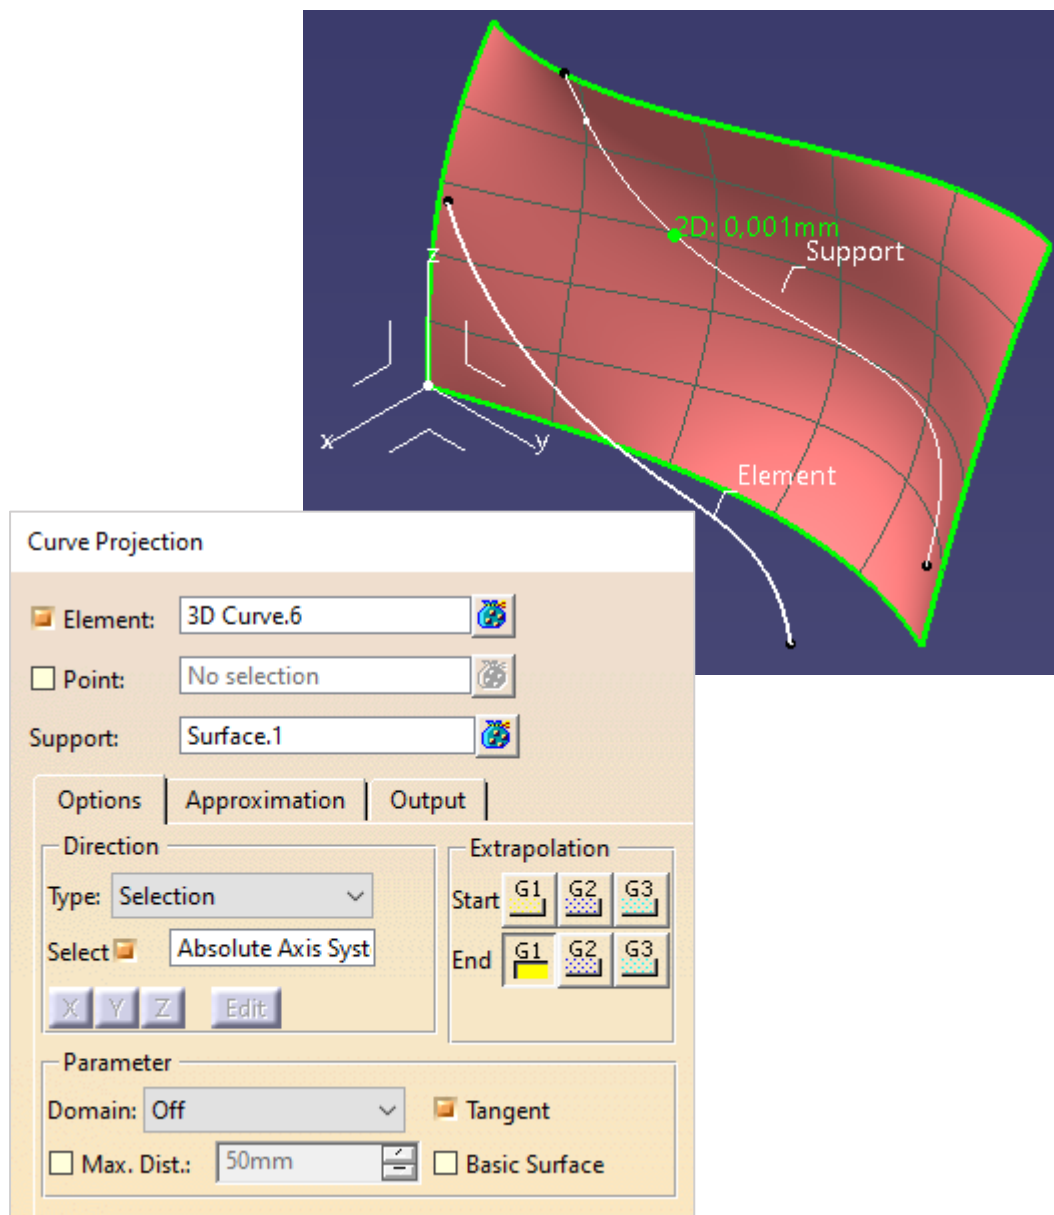 2D: 0,001mm
Support
z
x
y
Element
Curve Projection
Element: 3D Curve.6
Point: No selection
Support: Surface.1
Options Approximation Output
Direction
Type: Selection
Select Absolute Axis Syst
X Y Z Edit
Extrapolation
Start G1 G2 G3
End G1 G2 G3
Parameter
Domain: Off Tangent
Max. Dist.: 50mm Basic Surface